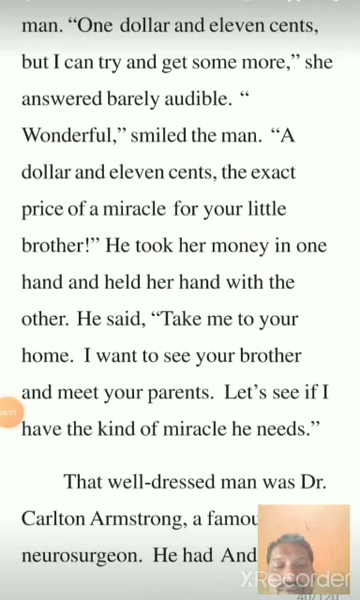 man. “One dollar and eleven cents,
but I can try and get some more,” she
answered barely audible. “
Wonderful,” smiled the man. “A
dollar and eleven cents, the exact
price of a miracle for your little
brother!” He took her money in one
hand and held her hand with the
other. He said, “Take me to your
home. I want to see your brother
and meet your parents. Let’s see if I
have the kind of miracle he needs.”
That well-dressed man was Dr.
Carlton Armstrong, a
neurosurgeon. He had
XRecorder